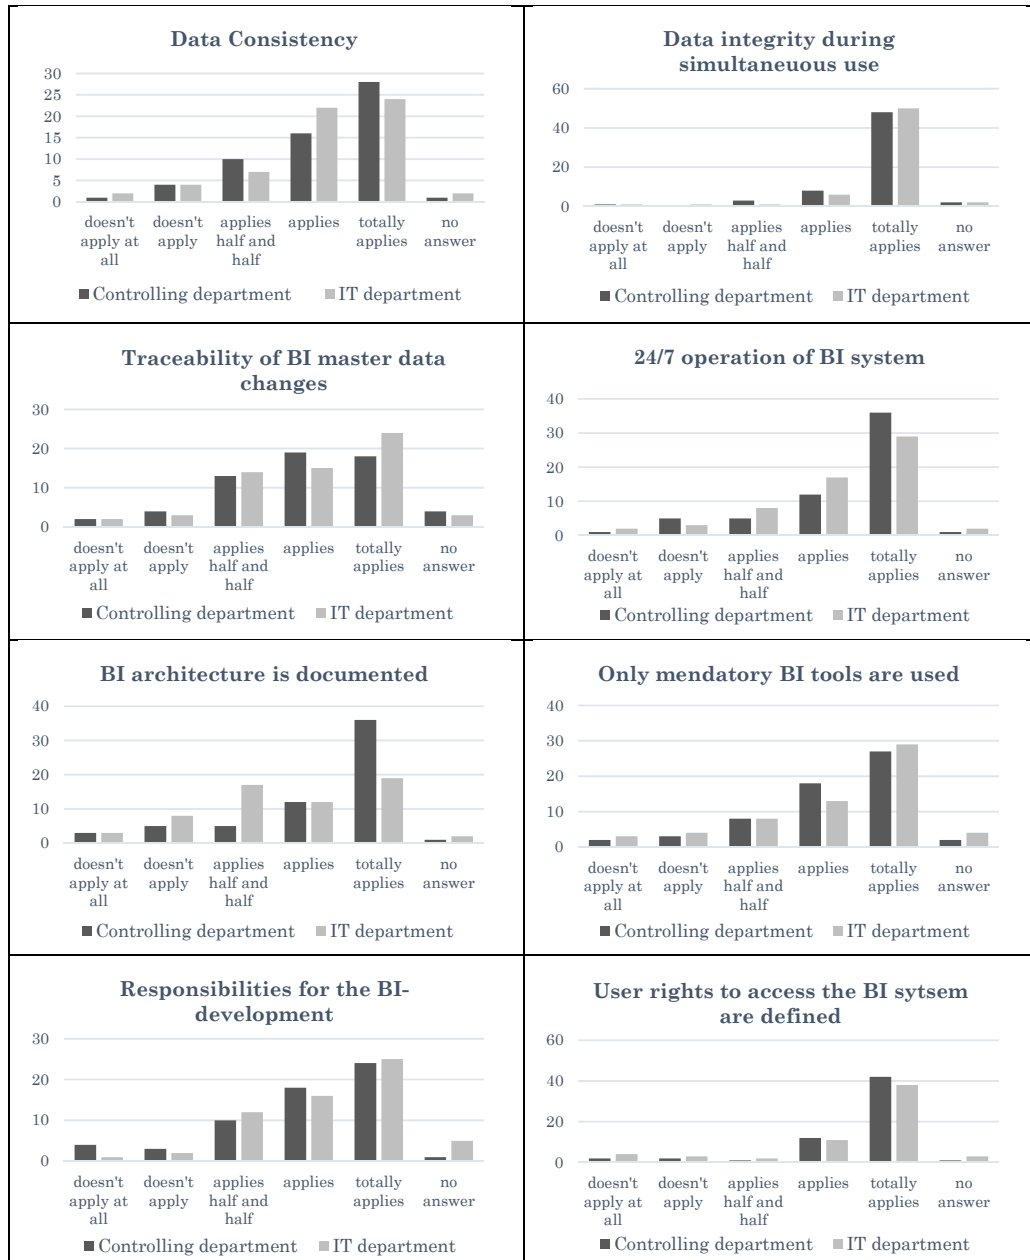 Data Consistency
30
25
20
15
10
5
0
doesn't apply at all
doesn't apply
applies half and half
applies
totally applies
no answer
Controlling department
IT department
Data integrity during
simultaneuous use
60
40
20
0
doesn't apply at all
doesn't apply
applies half and half
applies
totally applies
no answer
Controlling department
IT department
Traceability of BI master data
changes
30
20
10
0
doesn't apply at all
doesn't apply
applies half and half
applies
totally applies
no answer
Controlling department
IT department
24/7 operation of BI system
40
30
20
10
0
doesn't apply at all
doesn't apply
applies half and half
applies
totally applies
no answer
Controlling department
IT department
BI architecture is documented
40
30
20
10
0
doesn't apply at all
doesn't apply
applies half and half
applies
totally applies
no answer
Controlling department
IT department
Only mendatory BI tools are used
40
30
20
10
0
doesn't apply at all
doesn't apply
applies half and half
applies
totally applies
no answer
Controlling department
IT department
Responsibilities for the BI-
development
30
20
10
0
doesn't apply at all
doesn't apply
applies half and half
applies
totally applies
no answer
Controlling department
IT department
User rights to access the BI sytsem
are defined
60
40
20
0
doesn't apply at all
doesn't apply
applies half and half
applies
totally applies
no answer
Controlling department
IT department